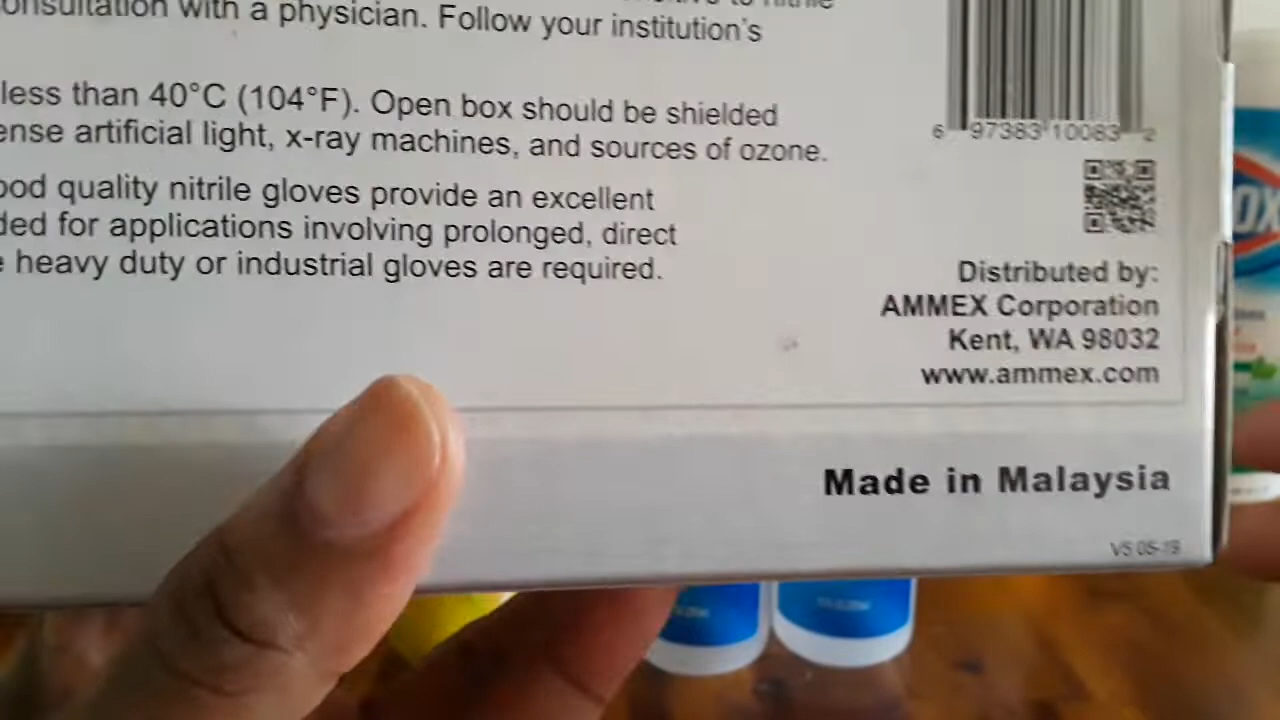 onsultation with a physician. Follow your institution's
less than 40°C (104°F). Open box should be shielded
ense artificial light, x-ray machines, and sources of ozone.
ood quality nitrile gloves provide an excellent
ded for applications involving prolonged, direct
e heavy duty or industrial gloves are required.
6 97383 10083 2
Distributed by:
AMMEX Corporation
Kent, WA 98032
www.ammex.com
Made in Malaysia
V5 05-19
OX